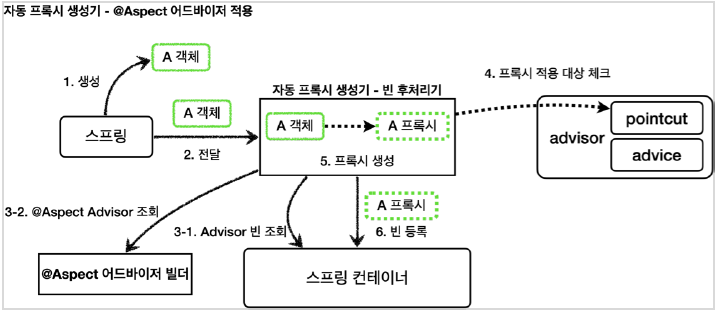 자동 프록시 생성기 - @Aspect 어드바이저 적용
A 객체
1. 생성
자동 프록시 생성기 - 빈 후처리기
4. 프록시 적용 대상 체크
A 객체
스프링
2. 전달
A 객체
A 프록시
5. 프록시 생성
advisor
pointcut
advice
3-2. @Aspect Advisor 조회
3-1. Advisor 빈 조회
A 프록시
6. 빈 등록
@Aspect 어드바이저 빌더
스프링 컨테이너